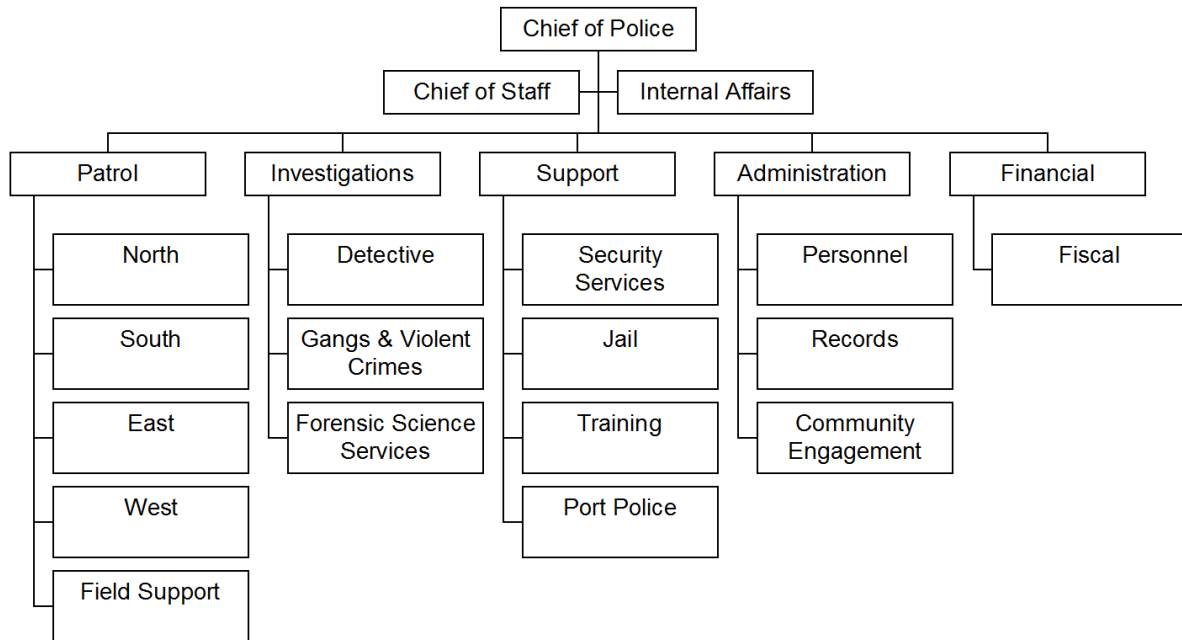 Chief of Police
Chief of Staff
Internal Affairs
Patrol
Investigations
Support
Administration
Financial
North
Detective
Security
Services
Personnel
Fiscal
South
Gangs & Violent
Crimes
Jail
Records
East
Forensic Science
Services
Training
Community
Engagement
West
Port Police
Field Support